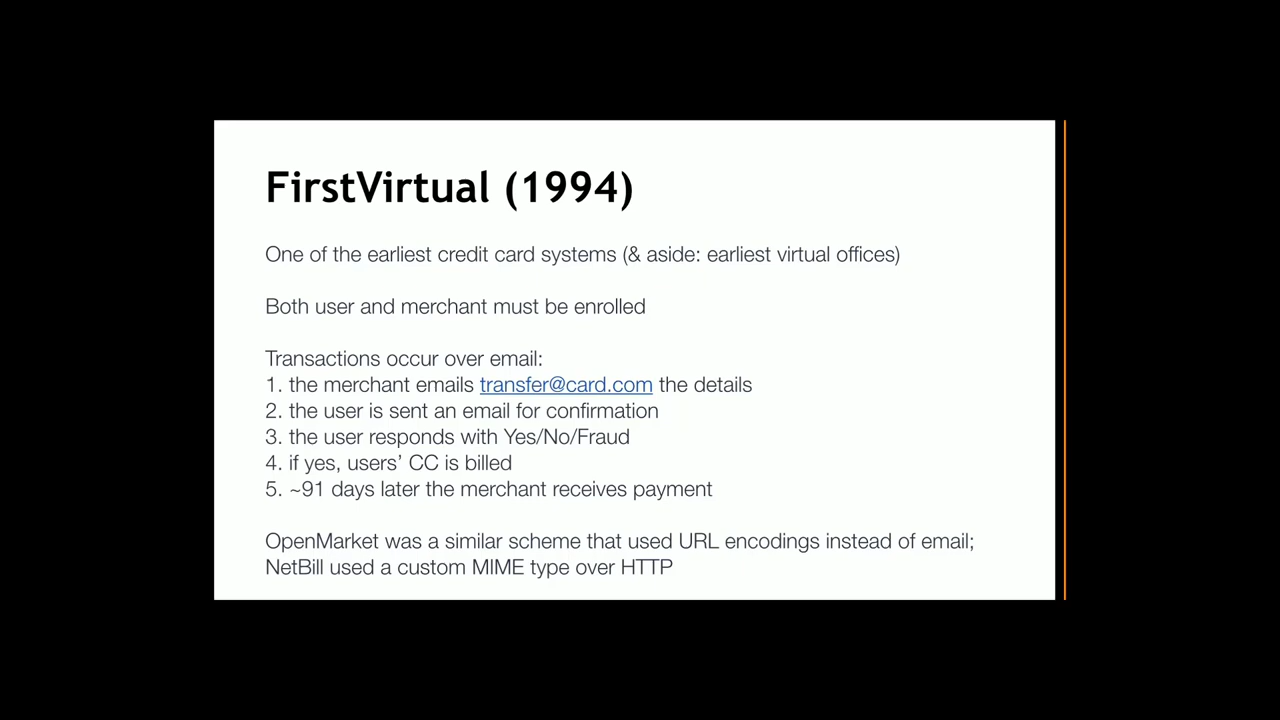 FirstVirtual (1994)
One of the earliest credit card systems (& aside: earliest virtual offices)
Both user and merchant must be enrolled
Transactions occur over email:
1. the merchant emails transfer@card.com the details
2. the user is sent an email for confirmation
3. the user responds with Yes/No/Fraud
4. if yes, users’ CC is billed
5. ~91 days later the merchant receives payment
OpenMarket was a similar scheme that used URL encodings instead of email;
NetBill used a custom MIME type over HTTP